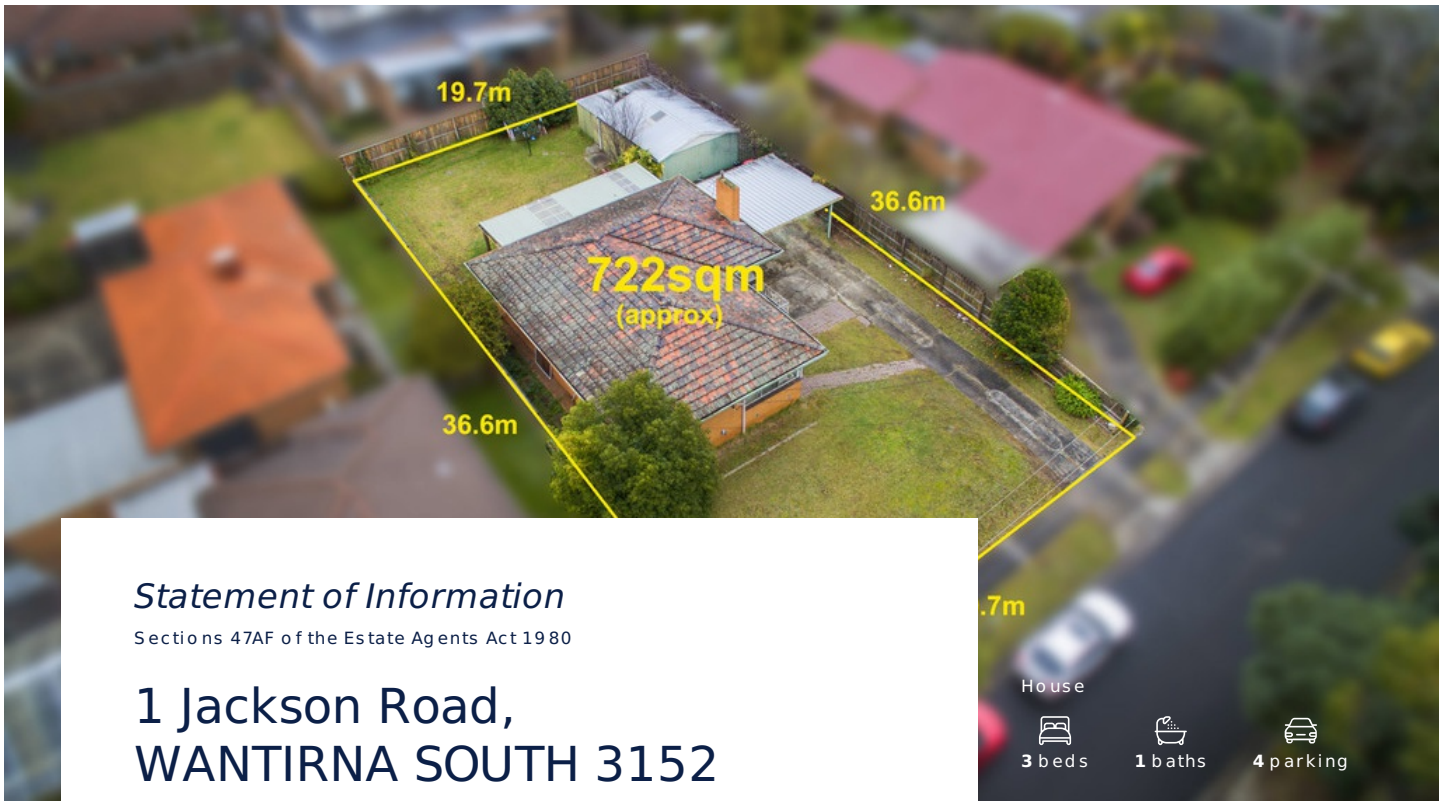 19.7m
36.6m
722sqm
(approx)
36.6m
.7m
Statement of Information
Sections 47AF of the Estate Agents Act 1980
1 Jackson Road,
WANTIRNA SOUTH 3152
House
3 beds 1 baths 4 parking